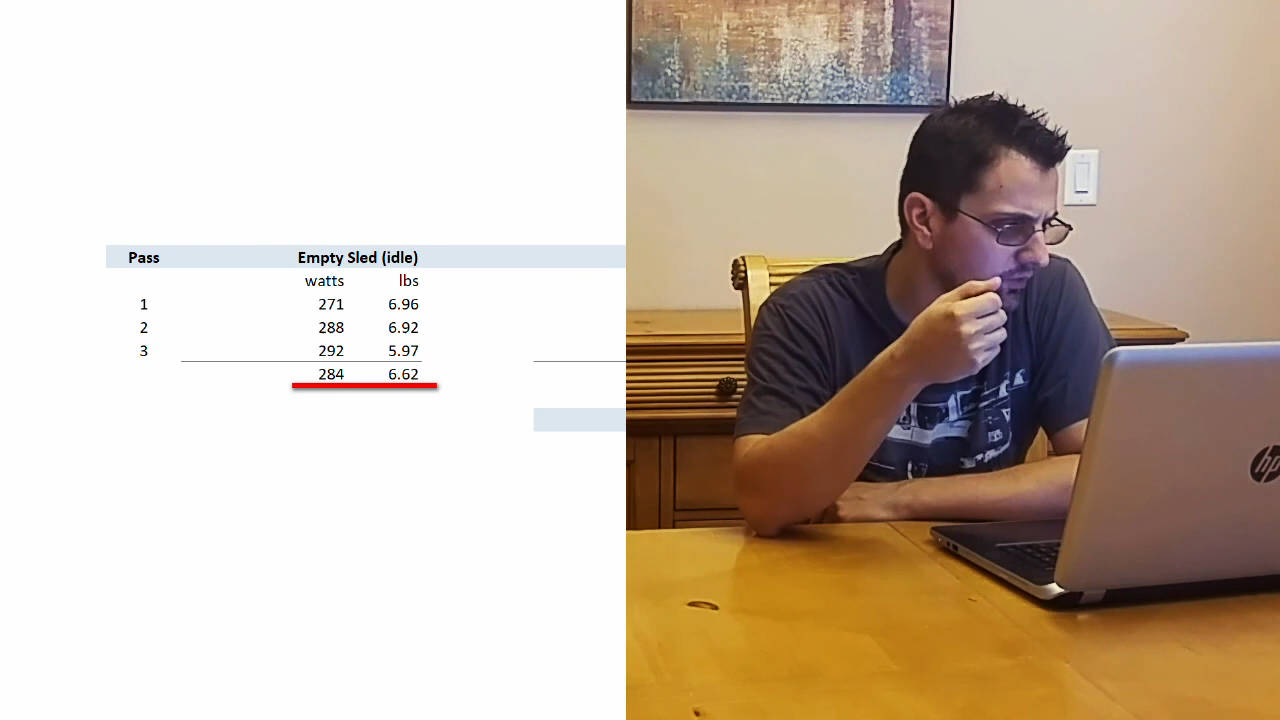 Pass Empty Sled (idle)
watts lbs
1 271 6.96
2 288 6.92
3 292 5.97
284 6.62
hp